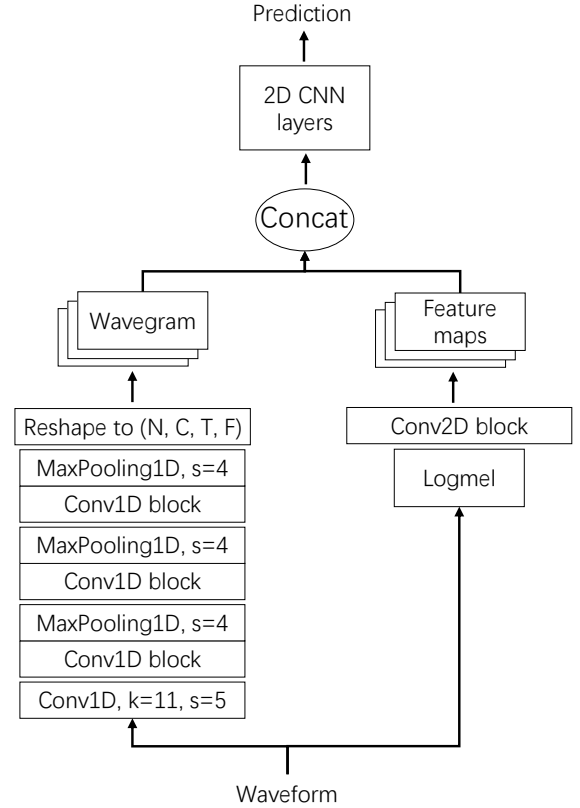 Prediction
2D CNN
layers
Concat
Wavegram
Feature
maps
Reshape to (N, C, T, F)
Conv2D block
MaxPooling1D, s=4
Logmel
Conv1D block
MaxPooling1D, s=4
Conv1D block
MaxPooling1D, s=4
Conv1D block
Conv1D, k=11, s=5
Waveform